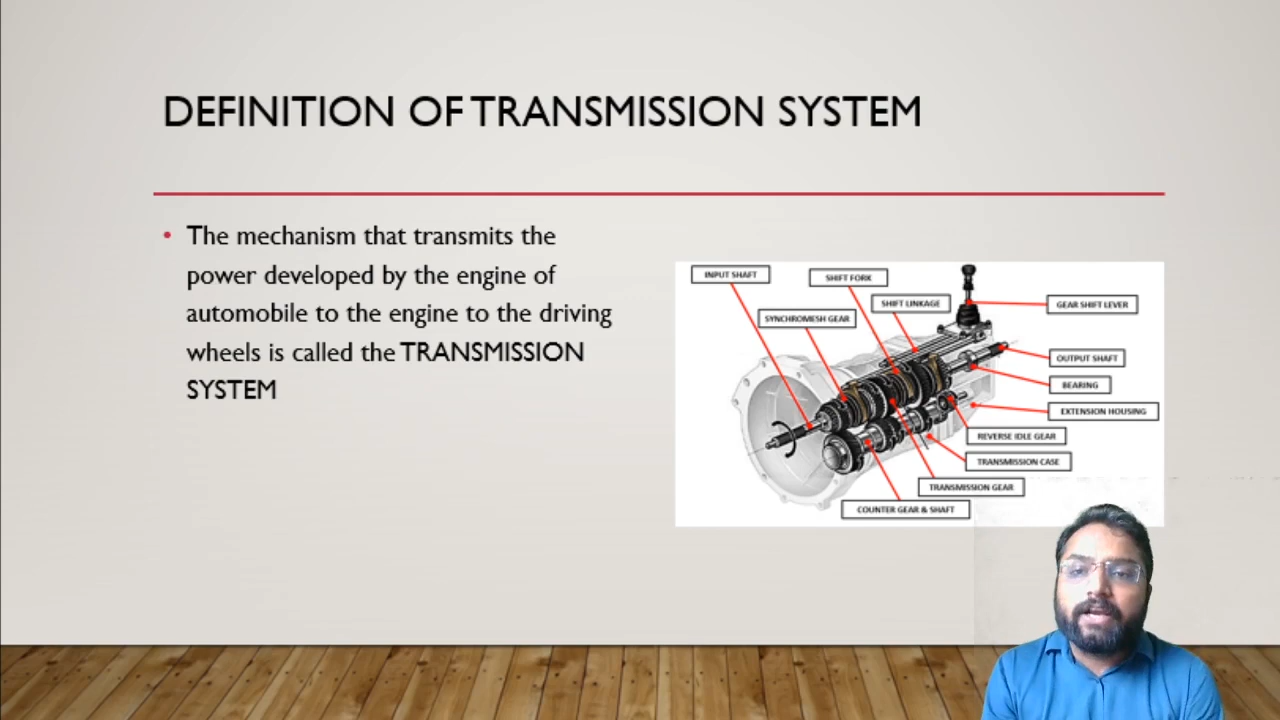 DEFINITION OF TRANSMISSION SYSTEM
• The mechanism that transmits the
power developed by the engine of
automobile to the engine to the driving
wheels is called the TRANSMISSION
SYSTEM
INPUT SHAFT
SHIFT FORK
SHIFT LINKAGE
GEAR SHIFT LEVER
SYNCHROMESH GEAR
OUTPUT SHAFT
BEARING
EXTENSION HOUSING
REVERSE IDLE GEAR
TRANSMISSION CASE
TRANSMISSION GEAR
COUNTER GEAR & SHAFT